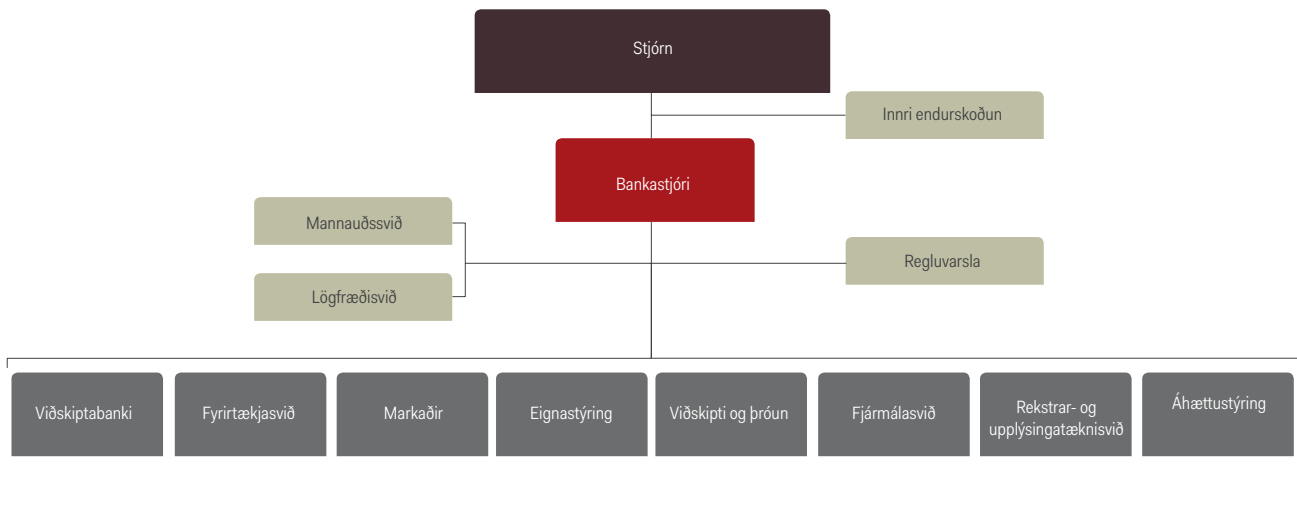 Stjórn
Innri endurskoðun
Bankastjóri
Mannauðssvið
Regluvarsla
Lögfræðisvið
Viðskiptabanki
Fyrirtækjasvið
Markaðir
Eignastýring
Viðskipti og þróun
Fjármálasvið
Rekstrar- og
upplýsingatæknisvið
Áhættustýring